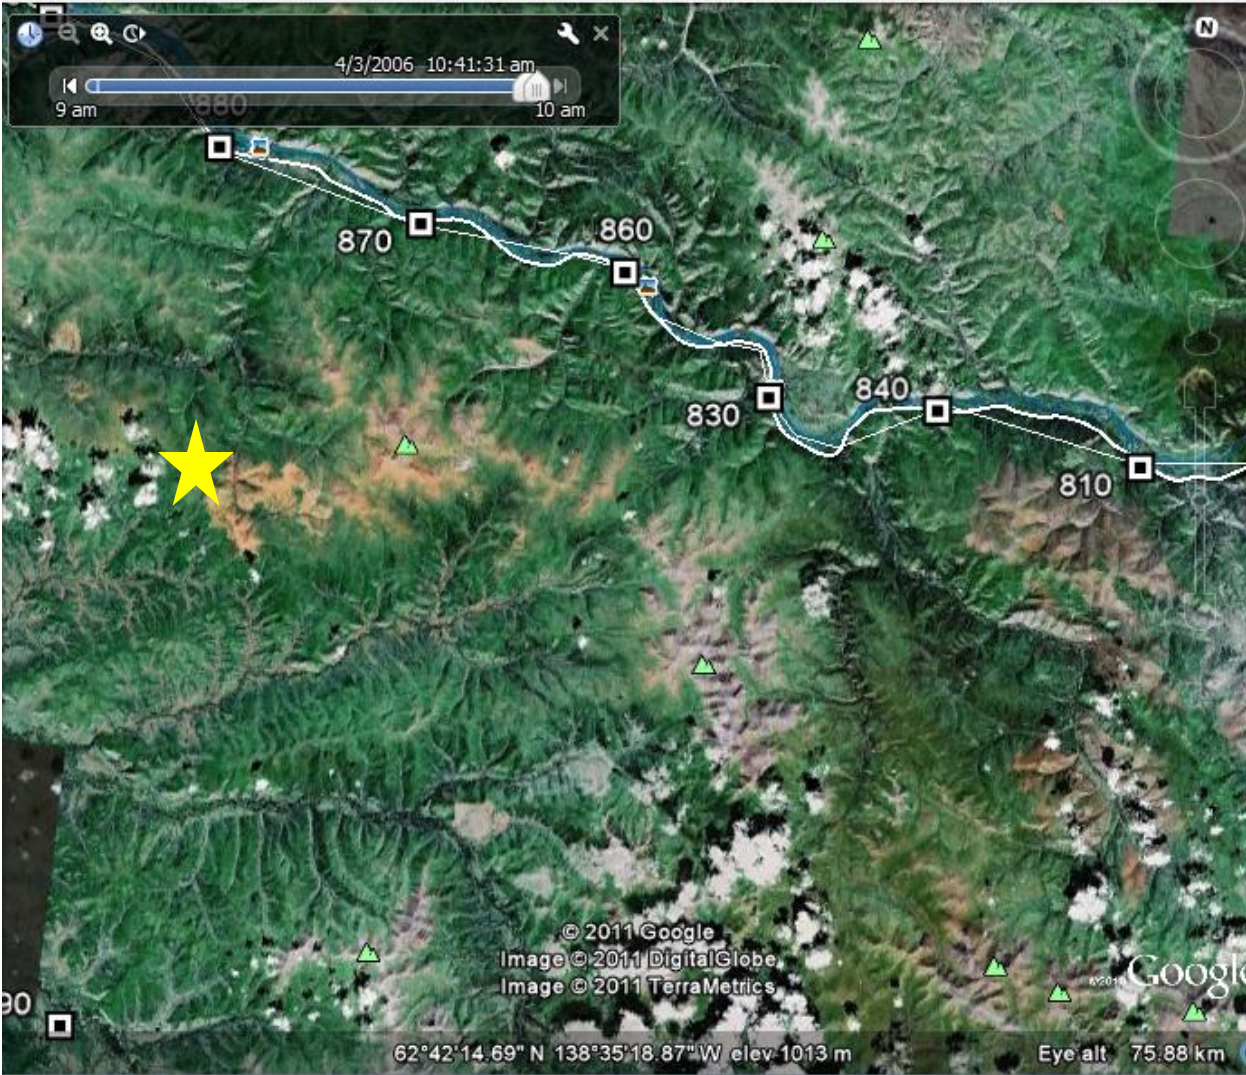 N
4/3/2006 10:41:31 am
9 am 10 am
880
870
860
830
840
810
© 2011 Google
Image © 2011 DigitalGlobe
Image © 2011 TerraMetrics
Google
90
62°42'14.69" N 138°35'18.87" W elev 1013 m
Eye alt 75.88 km